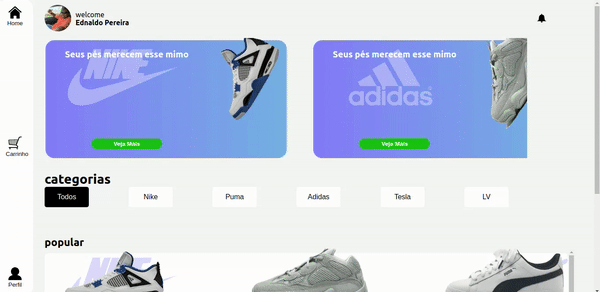 Home
welcome
Ednaldo Pereira
Seus pés merecem esse mimo
NIKE
Veja Mais
Seus pés merecem esse mimo
adidas
Veja Mais
Carrinho
categorias
Todos
Nike
Puma
Adidas
Tesla
LV
popular
Perfil